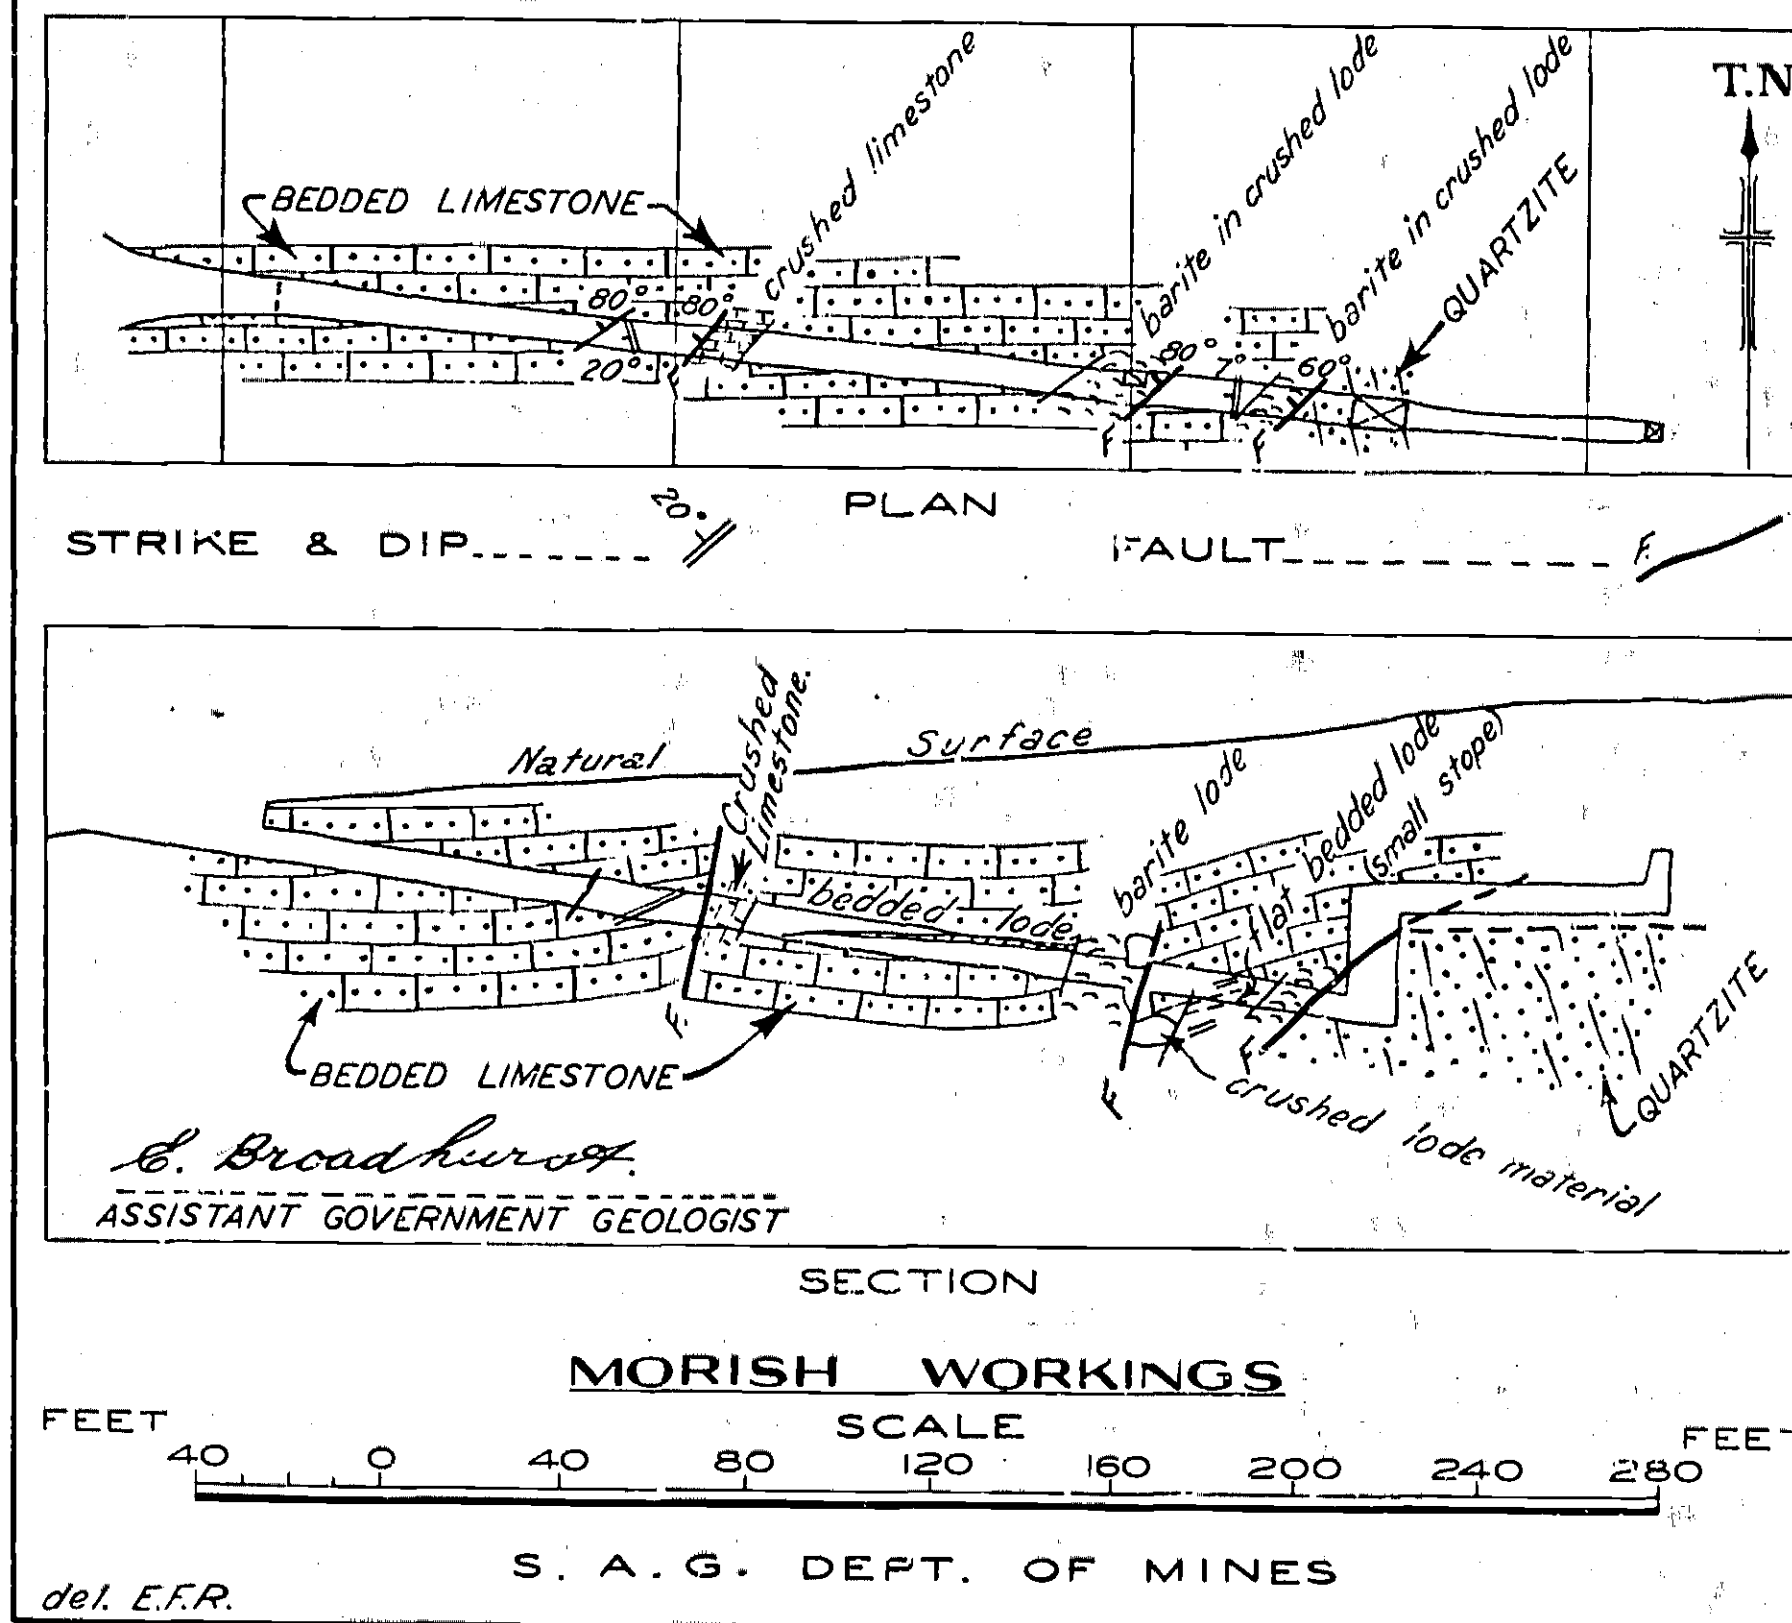 T.N
BEDDED LIMESTONE
crushed limestone
barite in crushed lode
barite in crushed lode
QUARTZITE
80°
80°
20°
F
80°
7°
60°
F
F
PLAN
STRIKE & DIP
20°
FAULT
F.
Natural Surface
Crushed
Limestone.
barite lode
flat bedded lode
(small stope)
bedded lode
F.
F
F
BEDDED LIMESTONE
crushed lode material
QUARTZITE
E. Broadhurst.
ASSISTANT GOVERNMENT GEOLOGIST
SECTION
MORISH WORKINGS
SCALE
FEET
FEET
40 0 40 80 120 160 200 240 280
S. A. G. DEPT. OF MINES
del. E.F.R.